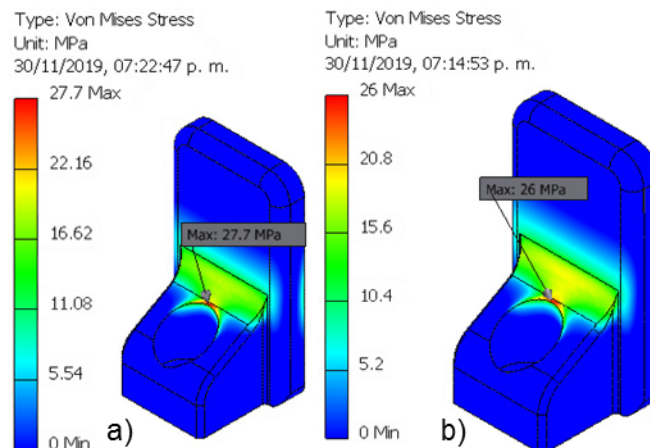 Type: Von Mises Stress
Unit: MPa
30/11/2019, 07:22:47 p. m.
27.7 Max
22.16
16.62
11.08
5.54
0 Min
Max: 27.7 MPa
a)
Type: Von Mises Stress
Unit: MPa
30/11/2019, 07:14:53 p. m.
26 Max
20.8
15.6
10.4
5.2
0 Min
Max: 26 MPa
b)